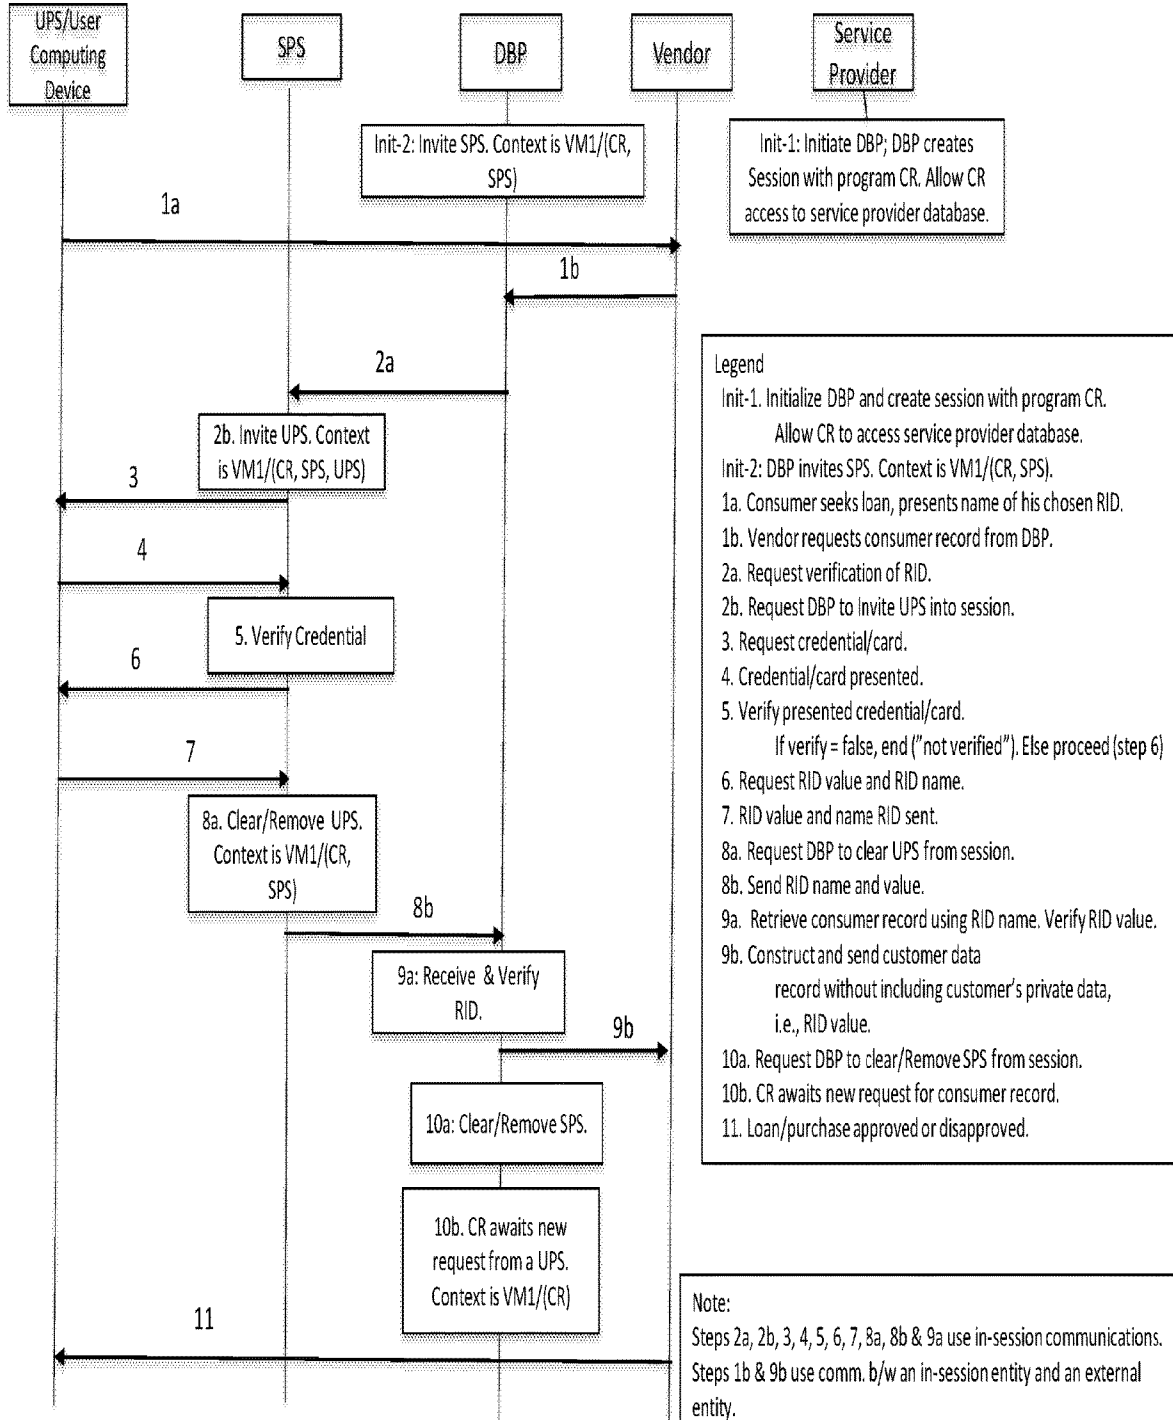 UPS/User
Computing
Device
SPS
DBP
Vendor
Service
Provider
Init-2: Invite SPS. Context is VM1/(CR,
SPS)
Init-1: Initiate DBP; DBP creates
Session with program CR. Allow CR
access to service provider database.
1a
1b
2a
2b. Invite UPS. Context
is VM1/(CR, SPS, UPS)
3
4
5. Verify Credential
6
7
8a. Clear/Remove UPS.
Context is VM1/(CR,
SPS)
8b
9a: Receive & Verify
RID.
9b
10a: Clear/Remove SPS.
10b. CR awaits new
request from a UPS.
Context is VM1/(CR)
11
Legend
Init-1. Initialize DBP and create session with program CR.
Allow CR to access service provider database.
Init-2: DBP invites SPS. Context is VM1/(CR, SPS).
1a. Consumer seeks loan, presents name of his chosen RID.
1b. Vendor requests consumer record from DBP.
2a. Request verification of RID.
2b. Request DBP to Invite UPS into session.
3. Request credential/card.
4. Credential/card presented.
5. Verify presented credential/card.
If verify = false, end ("not verified"). Else proceed (step 6)
6. Request RID value and RID name.
7. RID value and name RID sent.
8a. Request DBP to clear UPS from session.
8b. Send RID name and value.
9a. Retrieve consumer record using RID name. Verify RID value.
9b. Construct and send customer data
record without including customer's private data,
i.e., RID value.
10a. Request DBP to clear/Remove SPS from session.
10b. CR awaits new request for consumer record.
11. Loan/purchase approved or disapproved.
Note:
Steps 2a, 2b, 3, 4, 5, 6, 7, 8a, 8b & 9a use in-session communications.
Steps 1b & 9b use comm. b/w an in-session entity and an external
entity.